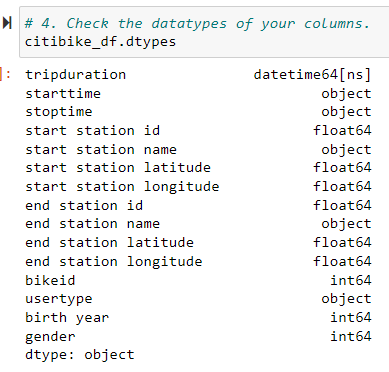 # 4. Check the datatypes of your columns.
citibike_df.dtypes
]: tripduration datetime64[ns]
starttime object
stoptime object
start station id float64
start station name object
start station latitude float64
start station longitude float64
end station id float64
end station name object
end station latitude float64
end station longitude float64
bikeid int64
usertype object
birth year int64
gender int64
dtype: object